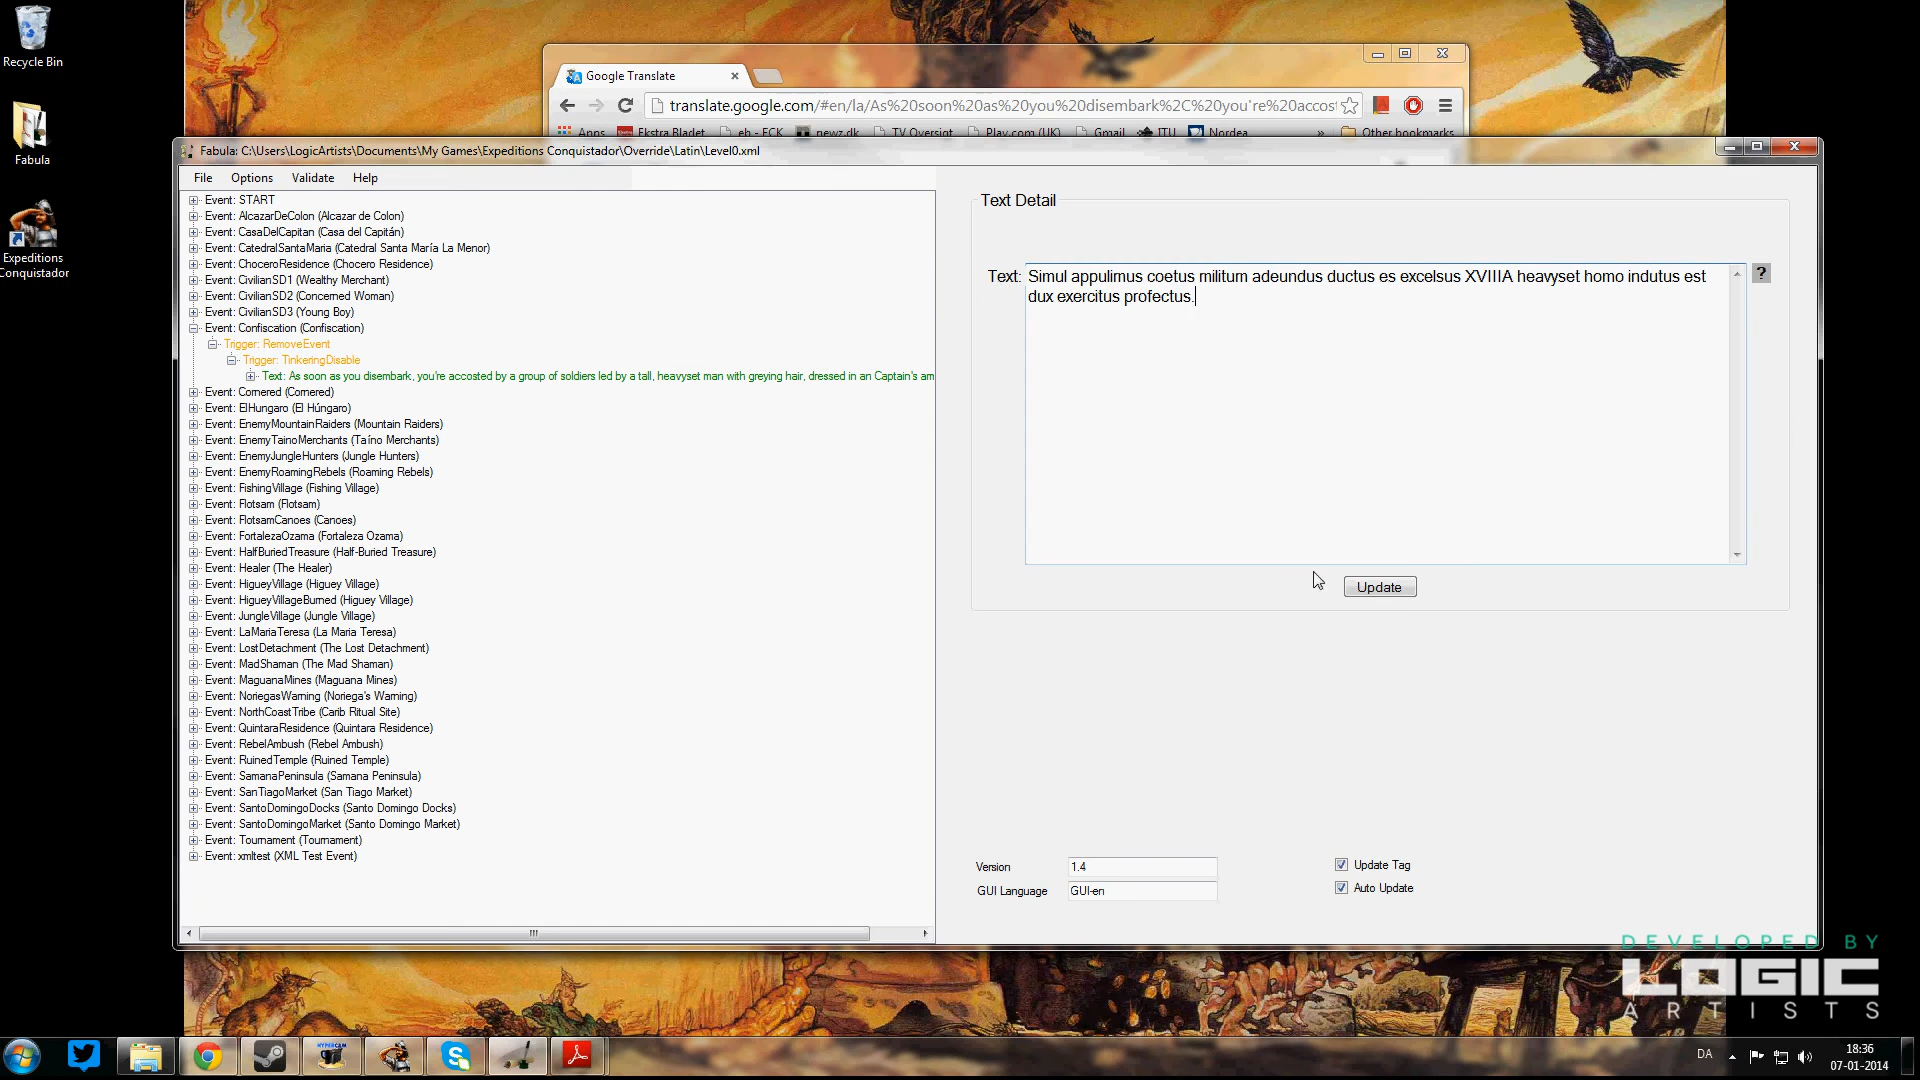 Recycle Bin
Fabula
Expeditions
Conquistador
Google Translate
translate.google.com/#en/la/As%20soon%20as%20you%20disembark%2C%20you're%20accos
Apps Ekstra Bladet eb - FCK newz.dk TV Oversigt Play.com (UK) Gmail ITU Nordea » Other bookmarks
Fabula: C:\Users\LogicArtists\Documents\My Games\Expeditions Conquistador\Override\Latin\Level0.xml
File Options Validate Help
Event: START
Event: AlcazarDeColon (Alcazar de Colon)
Event: CasaDelCapitan (Casa del Capitán)
Event: CatedralSantaMaria (Catedral Santa María La Menor)
Event: ChoceroResidence (Chocero Residence)
Event: CivilianSD1 (Wealthy Merchant)
Event: CivilianSD2 (Concerned Woman)
Event: CivilianSD3 (Young Boy)
Event: Confiscation (Confiscation)
Trigger: RemoveEvent
Trigger: TinkeringDisable
Text: As soon as you disembark, you're accosted by a group of soldiers led by a tall, heavyset man with greying hair, dressed in an Captain's am
Event: Cornered (Cornered)
Event: ElHungaro (El Húngaro)
Event: EnemyMountainRaiders (Mountain Raiders)
Event: EnemyTainoMerchants (Taíno Merchants)
Event: EnemyJungleHunters (Jungle Hunters)
Event: EnemyRoamingRebels (Roaming Rebels)
Event: FishingVillage (Fishing Village)
Event: Flotsam (Flotsam)
Event: FlotsamCanoes (Canoes)
Event: FortalezaOzama (Fortaleza Ozama)
Event: HalfBuriedTreasure (Half-Buried Treasure)
Event: Healer (The Healer)
Event: HigueyVillage (Higuey Village)
Event: HigueyVillageBurned (Higuey Village)
Event: JungleVillage (Jungle Village)
Event: LaMariaTeresa (La Maria Teresa)
Event: LostDetachment (The Lost Detachment)
Event: MadShaman (The Mad Shaman)
Event: MaguanaMines (Maguana Mines)
Event: NoriegasWarning (Noriega's Warning)
Event: NorthCoastTribe (Carib Ritual Site)
Event: QuintaraResidence (Quintara Residence)
Event: RebelAmbush (Rebel Ambush)
Event: RuinedTemple (Ruined Temple)
Event: SamanaPeninsula (Samana Peninsula)
Event: SanTiagoMarket (San Tiago Market)
Event: SantoDomingoDocks (Santo Domingo Docks)
Event: SantoDomingoMarket (Santo Domingo Market)
Event: Tournament (Tournament)
Event: xmltest (XML Test Event)
Text Detail
Text: Simul appulimus coetus militum adeundus ductus es excelsus XVIIIA heavyset homo indutus est
dux exercitus profectus.
?
Update
Version 1.4
GUI Language GUI-en
Update Tag
Auto Update
DEVELOPED BY
LOGIC
ARTISTS
HYPERCAM
DA
18:36
07-01-2014